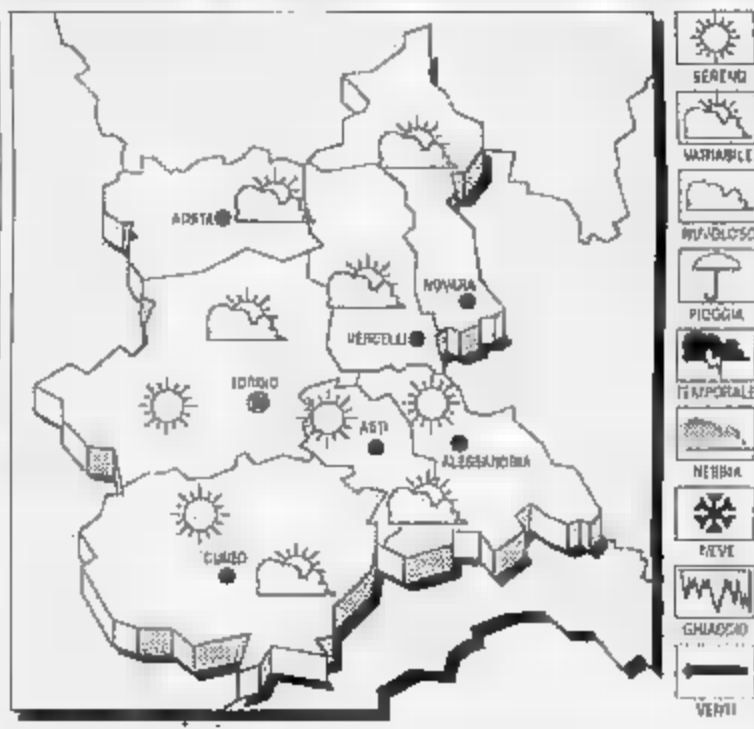 AOSTA
NOVARA
VERCELLI
TORINO
ASTI
ALESSANDRIA
CUNEO
SERENO
VARIABILE
NUVOLOSO
PIOGGIA
TEMPORALE
NEBBIA
NEVE
GHIACCIO
VENTI